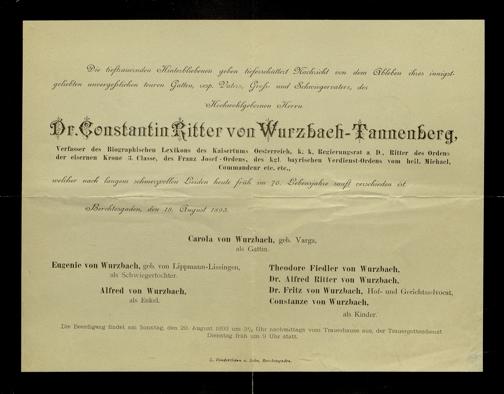 Die tieftrauernden Hinterbliebenen geben tieferschüttert Nachricht von dem Ableben ihres innigst-
geliebten unvergeßlichen teuren Gatten, resp. Vaters, Groß- und Schwiegervaters, des
Hochwohlgebornen Herrn
Dr. Constantin Ritter von Wurzbach-Tannenberg,
Verfasser des Biographischen Lexikons des Kaisertums Oesterreich, k. k. Regierungsrat a. D., Ritter des Ordens
der eisernen Krone 3. Classe, des Franz Josef-Ordens, des kgl. bayrischen Verdienst-Ordens vom heil. Michael,
Commandeur etc. etc.,
welcher nach langem schmerzvollen Leiden heute früh im 76. Lebensjahre sanft verschieden ist
Berchtesgaden, den 18. August 1893.
Carola von Wurzbach, geb. Varga,
als Gattin.
Eugenie von Wurzbach, geb. von Lippmann-Lissingen,
als Schwiegertochter.
Alfred von Wurzbach,
als Enkel.
Theodore Fiedler von Wurzbach,
Dr. Alfred Ritter von Wurzbach,
Dr. Fritz von Wurzbach, Hof- und Gerichtsadvocat,
Constanze von Wurzbach,
als Kinder.
Die Beerdigung findet am Sonntag, den 20. August 1893 um Uhr nachmittags vom Trauerhause aus, der Trauergottesdienst
Dienstag früh um 9 Uhr statt.
L. Vonderthann u. Sohn, Berchtesgaden.